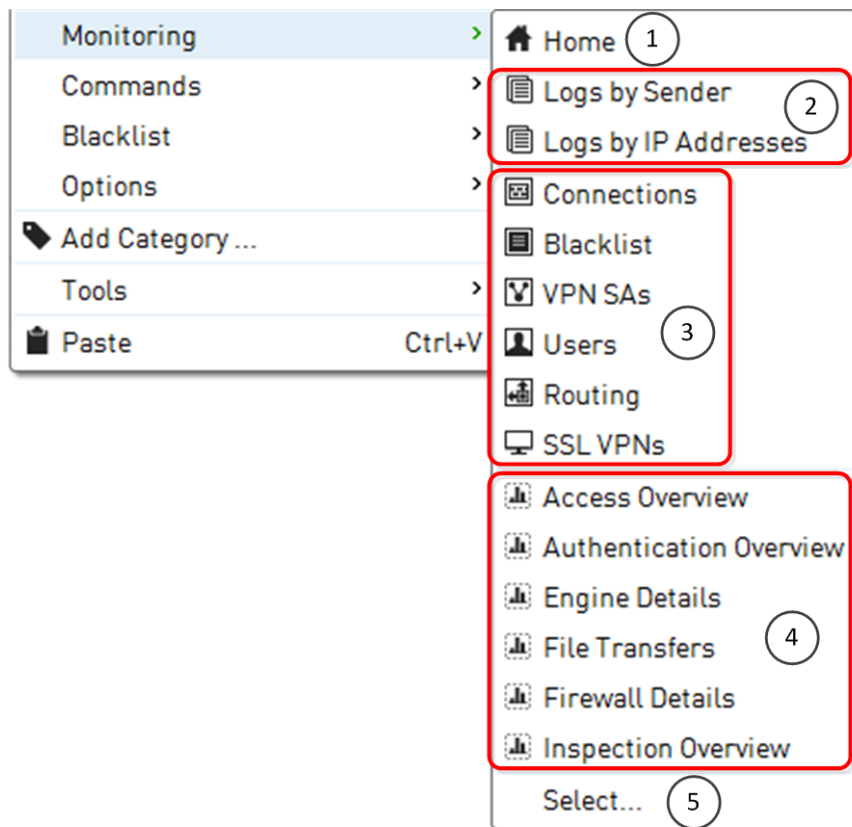 Monitoring
Commands
Blacklist
Options
Add Category ...
Tools
Paste Ctrl+V
Home 1
Logs by Sender
2
Logs by IP Addresses
Connections
Blacklist
VPN SAs
Users
3
Routing
SSL VPNs
Access Overview
Authentication Overview
Engine Details
File Transfers
4
Firewall Details
Inspection Overview
Select... 5